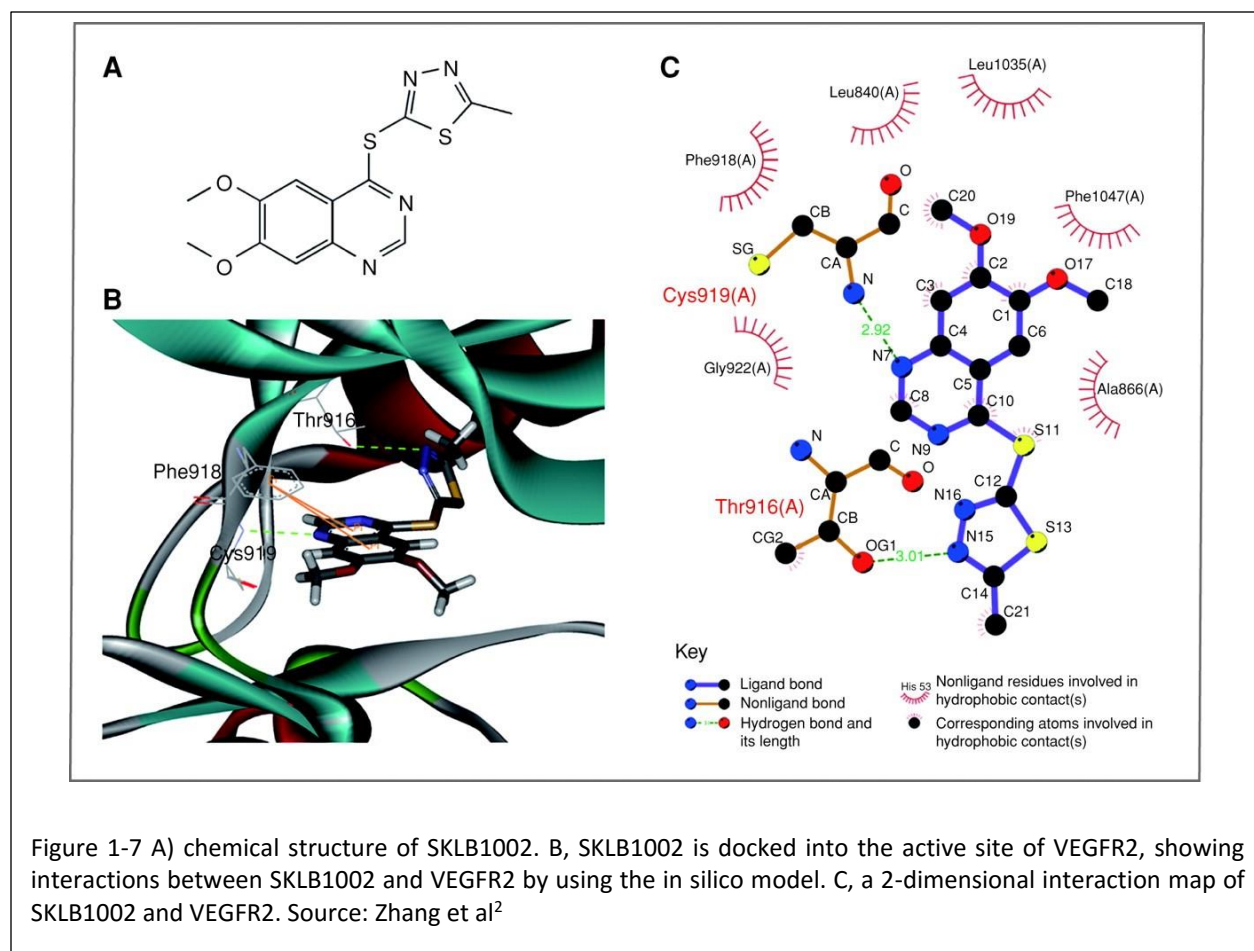 A
N
N
S
S
O
O
N
N
B
Thr916
Phe918
Cys919
C
Leu1035(A)
Leu840(A)
Phe918(A)
Phe1047(A)
O
CB
C
C20
O19
SG
CA
N
C2
O17
Cys919(A)
C3
C1
C18
2.92
C4
C6
N7
Gly922(A)
C5
Ala866(A)
C8
C10
S11
N9
N
C
O
C12
N16
Thr916(A)
CA
CB
N15
S13
CG2
OG1
3.01
C14
C21
Key
Ligand bond
Nonligand bond
Hydrogen bond and
its length
His 53
Nonligand residues involved in
hydrophobic contact(s)
Corresponding atoms involved in
hydrophobic contact(s)
Figure 1-7 A) chemical structure of SKLB1002. B, SKLB1002 is docked into the active site of VEGFR2, showing
interactions between SKLB1002 and VEGFR2 by using the in silico model. C, a 2-dimensional interaction map of
SKLB1002 and VEGFR2. Source: Zhang et al²